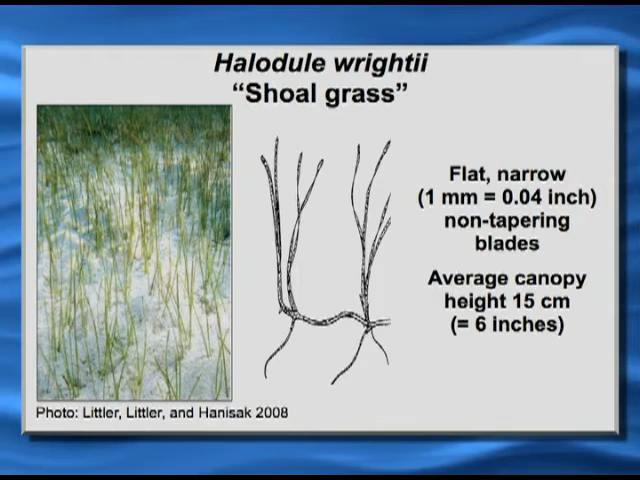 Halodule wrightii
“Shoal grass”
Flat, narrow
(1 mm = 0.04 inch)
non-tapering
blades
Average canopy
height 15 cm
(= 6 inches)
Photo: Littler, Littler, and Hanisak 2008